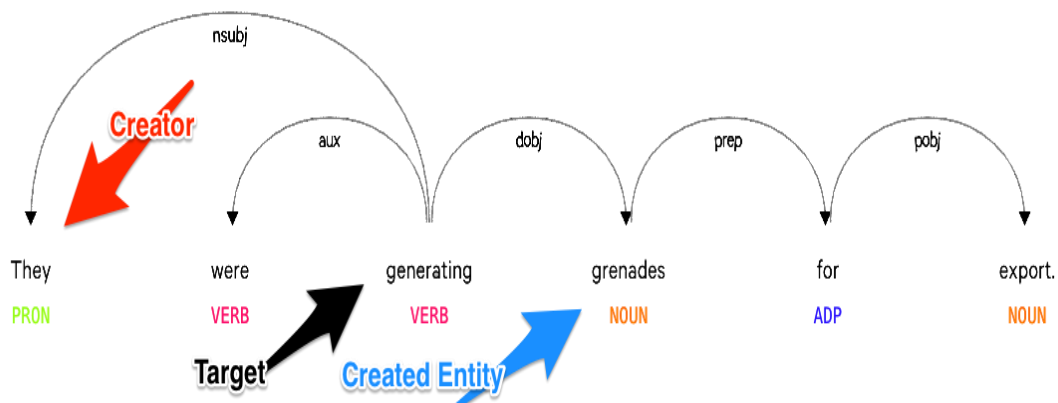 nsubj
Creator
aux dobj prep pobj
They were generating grenades for export.
PRON VERB VERB NOUN ADP NOUN
Target Created Entity